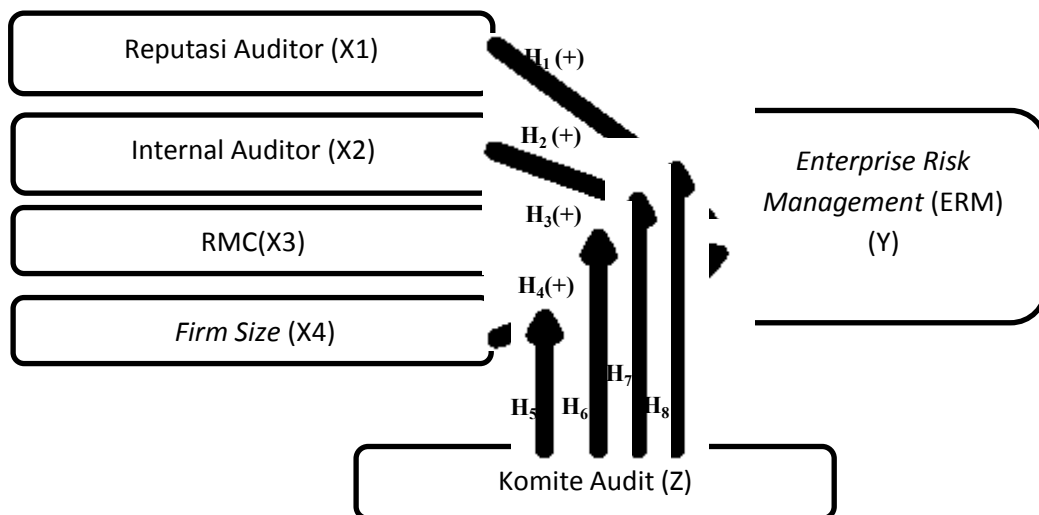 Reputasi Auditor (X1)
H₁ (+)
Internal Auditor (X2)
H₂ (+)
Enterprise Risk
Management (ERM)
(Y)
RMC(X3)
H₃(+)
Firm Size (X4)
H₄(+)
H₅
H₆
H₇
H₈
Komite Audit (Z)